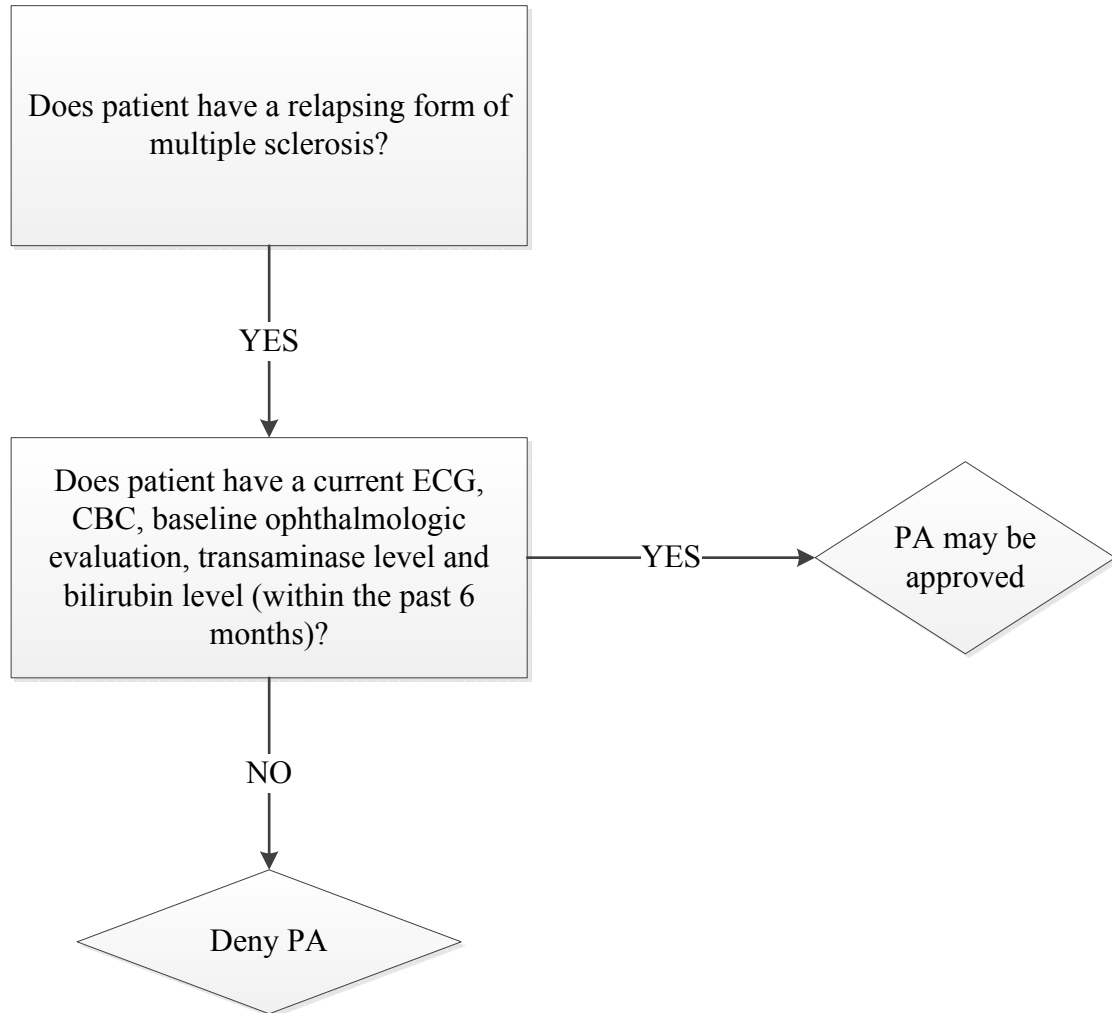 Does patient have a relapsing form of
multiple sclerosis?
YES
Does patient have a current ECG,
CBC, baseline ophthalmologic
evaluation, transaminase level and
bilirubin level (within the past 6
months)?
YES
PA may be
approved
NO
Deny PA